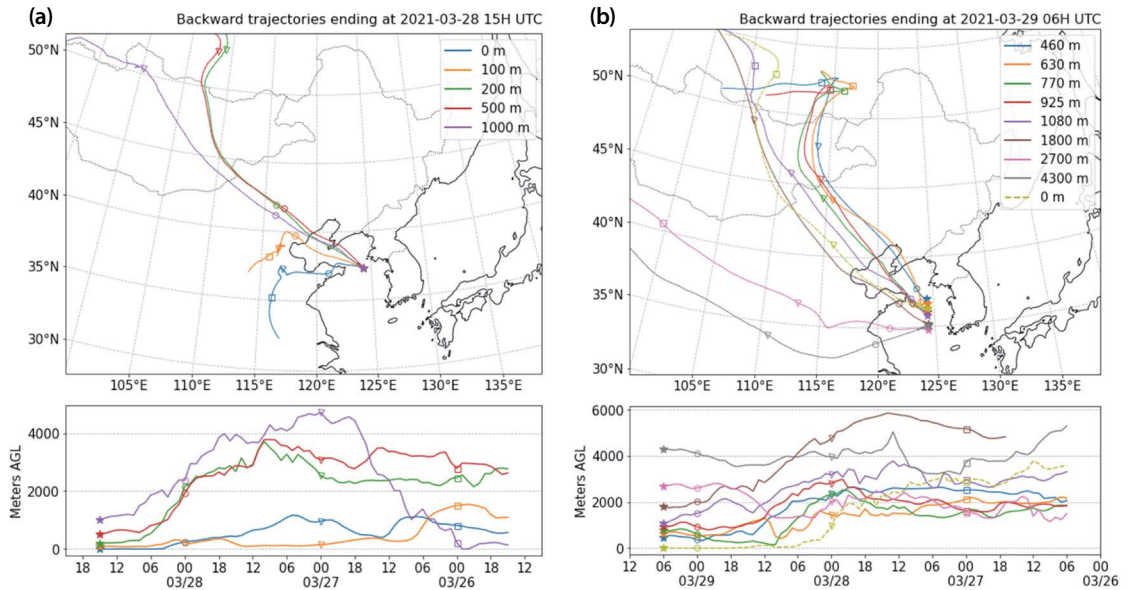 (a)
Backward trajectories ending at 2021-03-28 15H UTC
50°N
45°N
40°N
35°N
30°N
0 m
100 m
200 m
500 m
1000 m
105°E 110°E 115°E 120°E 125°E 130°E 135°E
Meters AGL
4000
2000
0
18 12 06 00 18 12 06 00 18 12 06 00 18 12
03/28 03/27 03/26
(b)
Backward trajectories ending at 2021-03-29 06H UTC
50°N
45°N
40°N
35°N
30°N
460 m
630 m
770 m
925 m
1080 m
1800 m
2700 m
4300 m
0 m
105°E 110°E 115°E 120°E 125°E 130°E 135°E
Meters AGL
6000
4000
2000
0
12 06 00 18 12 06 00 18 12 06 00 18 12 06 00
03/29 03/28 03/27 03/26